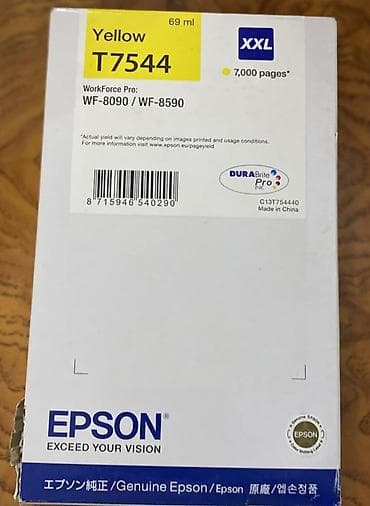 69 ml
Yellow
T7544
XXL
7,000 pages*
WorkForce Pro:
WF-8090 / WF-8590
*Actual yield will vary depending on images printed and usage conditions.
For more information visit www.epson.eu/pageyield
DURABrite
Pro
INK
8 715946 540290
C13T754440
Made in China
EPSON®
EXCEED YOUR VISION
EPSON
エプソン純正/Genuine Epson/Epson 原廠/엡손정품